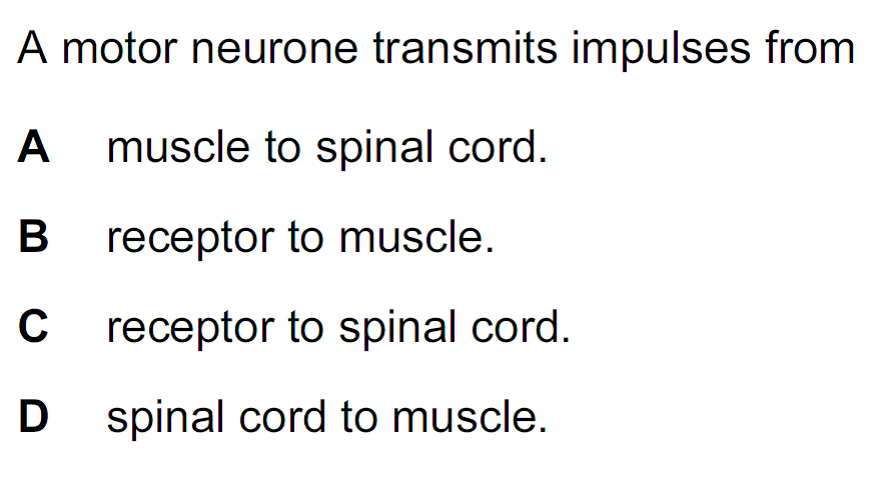 A motor neurone transmits impulses from
A muscle to spinal cord.
B receptor to muscle.
C receptor to spinal cord.
D spinal cord to muscle.